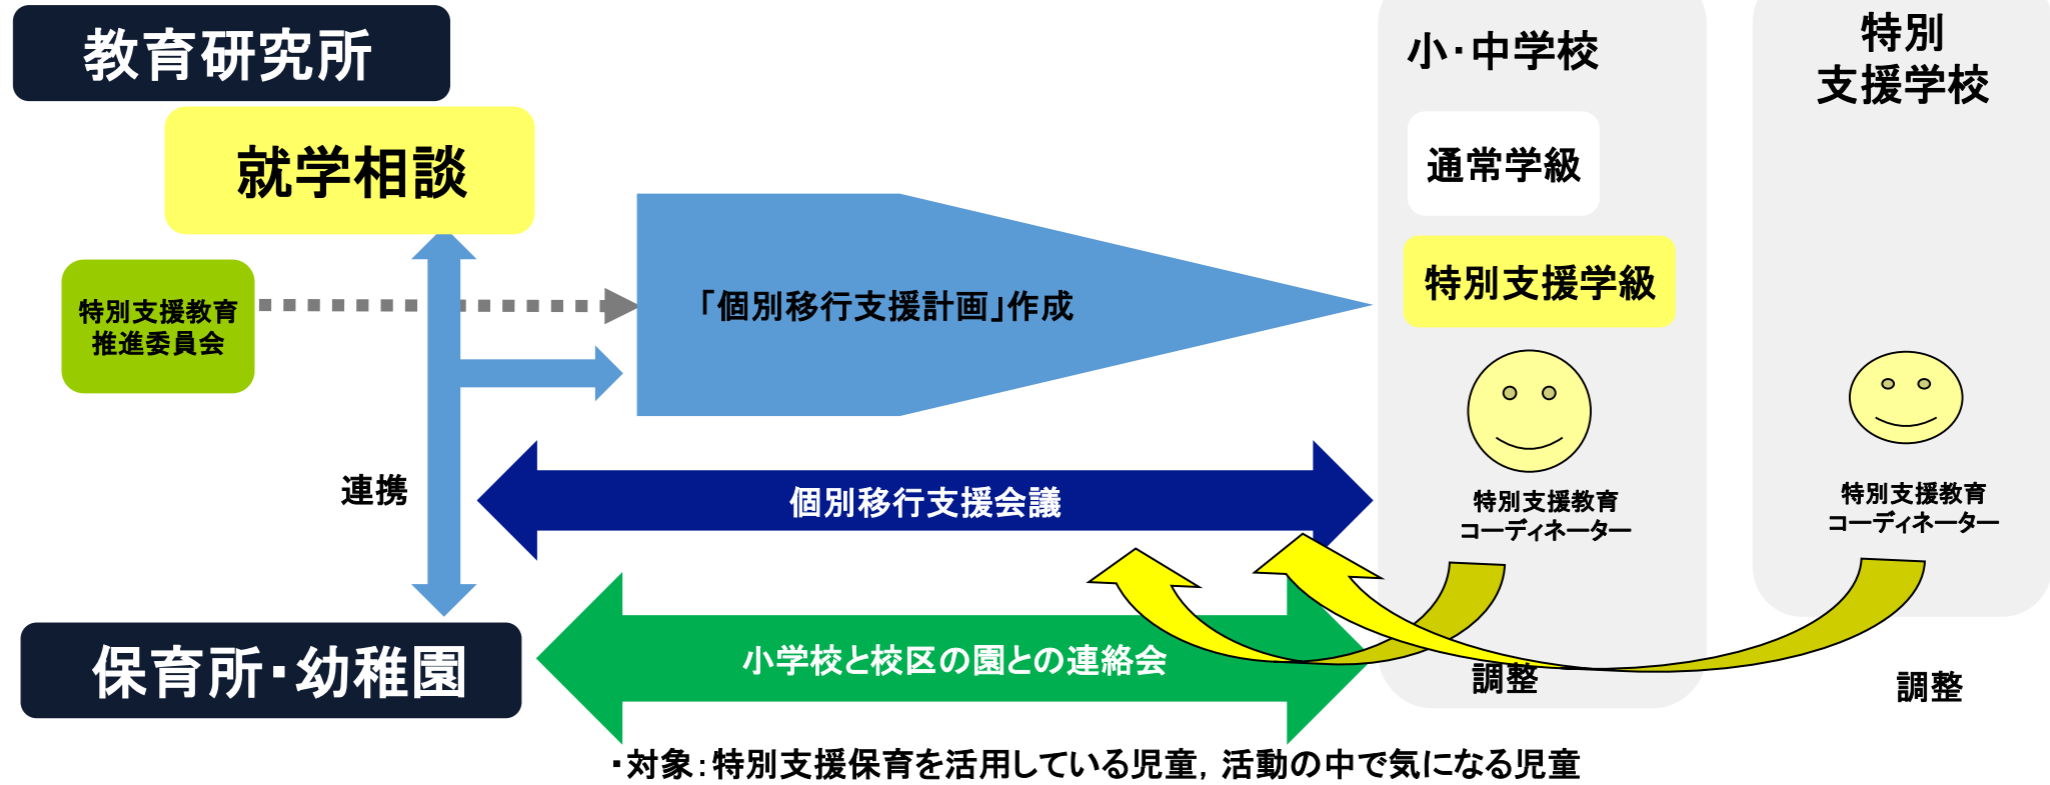 教育研究所
就学相談
特別支援教育
推進委員会
「個別移行支援計画」作成
連携
個別移行支援会議
保育所・幼稚園
小学校と校区の園との連絡会
・対象：特別支援保育を活用している児童，活動の中で気になる児童
小・中学校
通常学級
特別支援学級
特別支援教育
コーディネーター
調整
特別
支援学校
特別支援教育
コーディネーター
調整